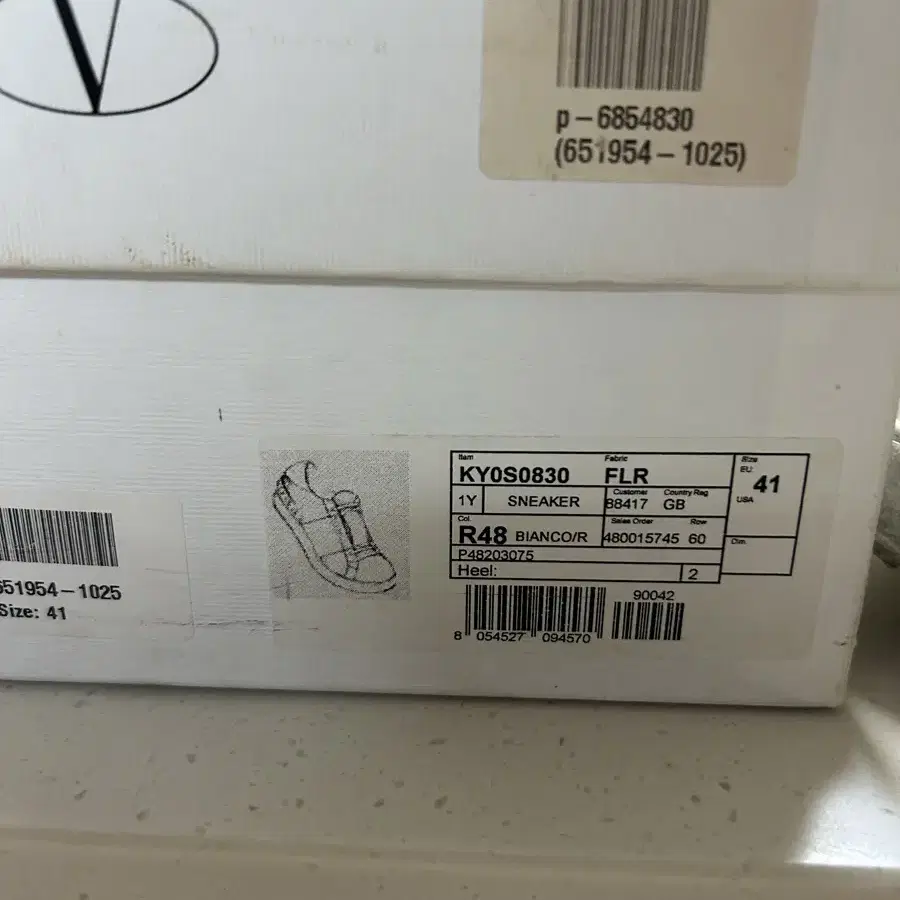 V
p-6854830
(651954-1025)
651954-1025
Size: 41
Item Fabric Size
KY0S0830 FLR EU 41
1Y SNEAKER Customer Country Reg USA
88417 GB
Col. Sales Order Row
R48 BIANCO/R 480015745 60 Dim.
P48203075
Heel: 2
90042
8 054527 094570